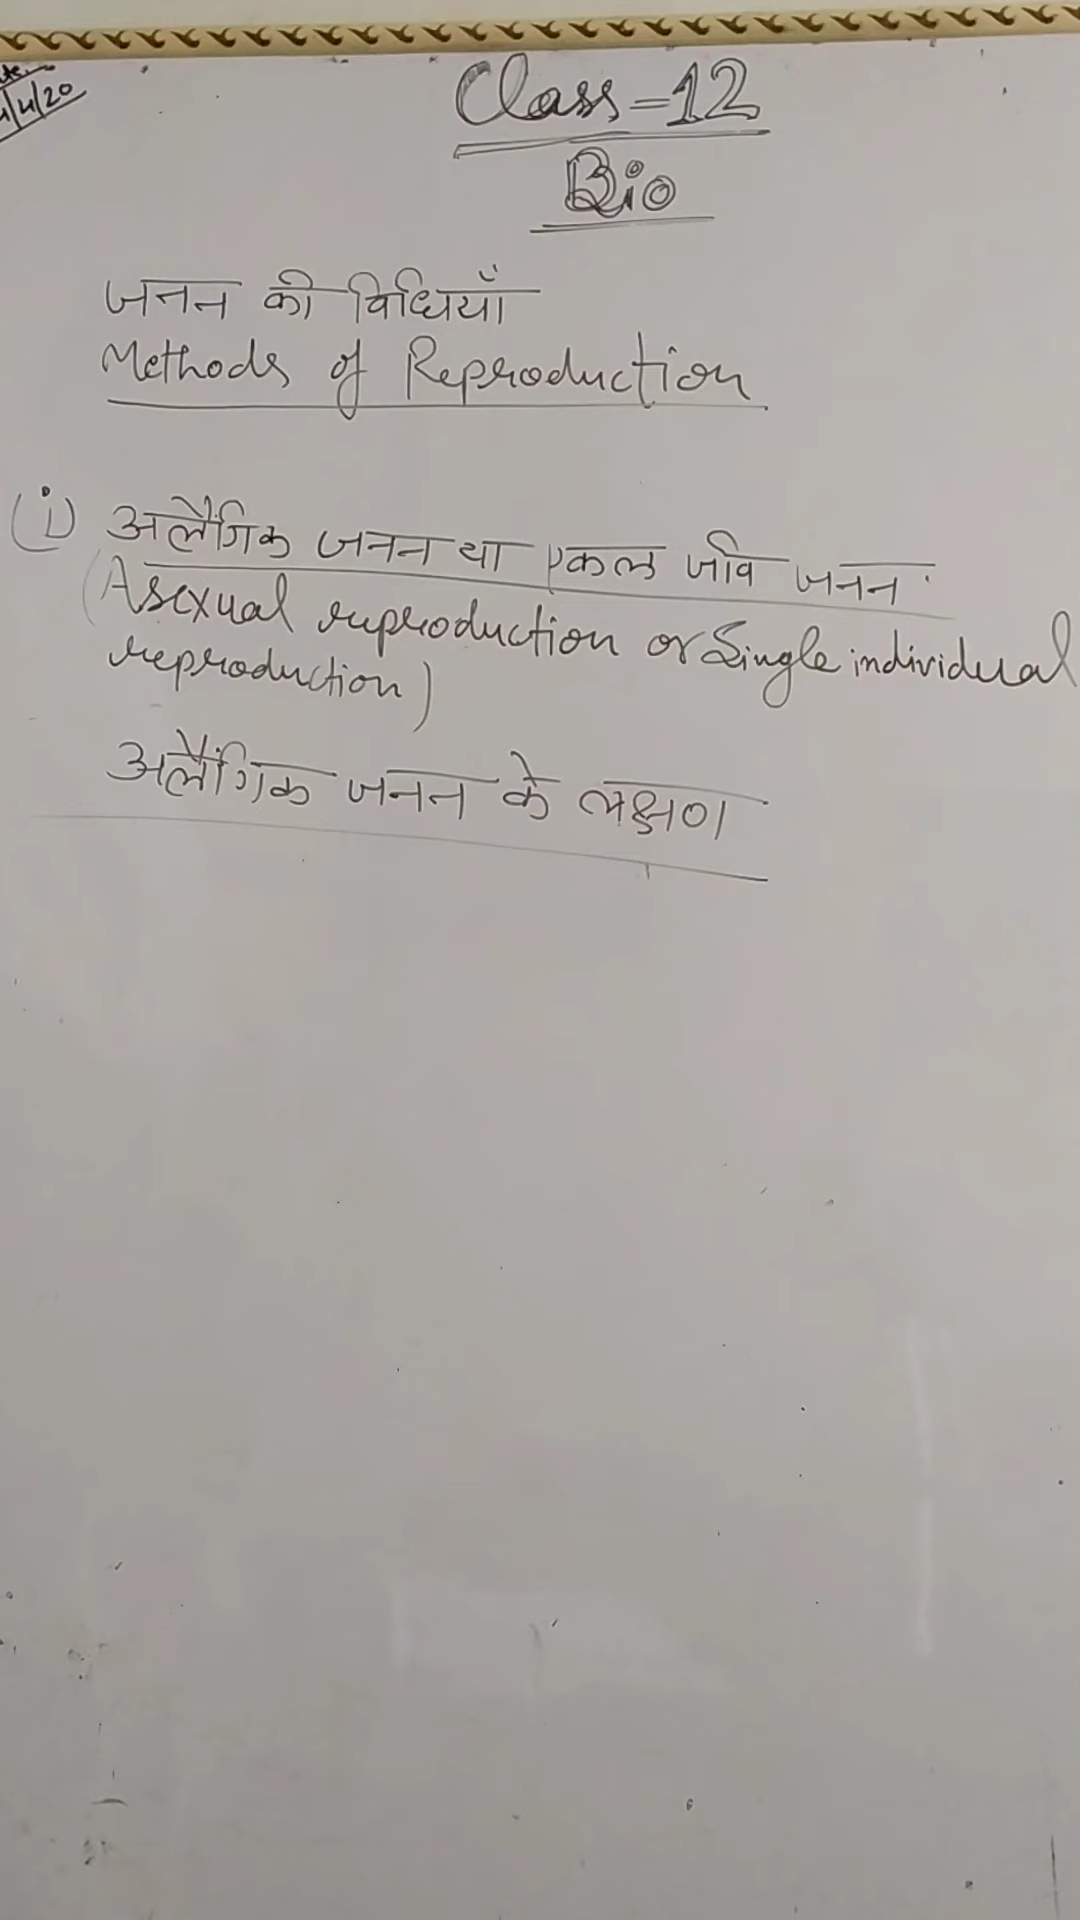 Class=12
Bio
जनन की विधियाँ
Methods of Reproduction
(i) अलैंगिक जनन या एकल जीव जनन
(Asexual reproduction or Single individual
reproduction)
अलैंगिक जनन के लक्षण